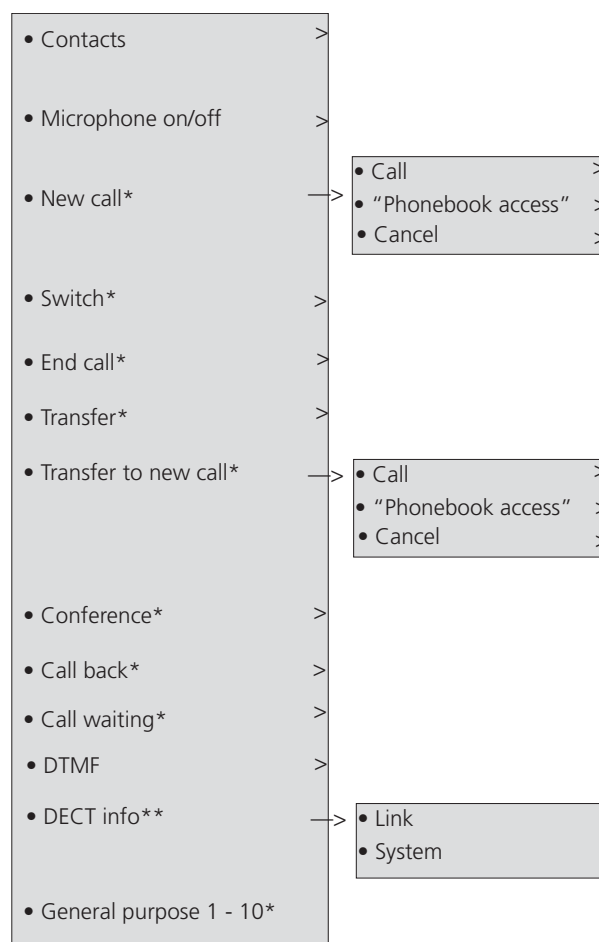 • Contacts >
• Microphone on/off >
• New call* —>
• Call >
• “Phonebook access” >
• Cancel >
• Switch* >
• End call* >
• Transfer* >
• Transfer to new call* —>
• Call >
• “Phonebook access” >
• Cancel >
• Conference* >
• Call back* >
• Call waiting* >
• DTMF >
• DECT info** —>
• Link
• System
• General purpose 1 - 10*